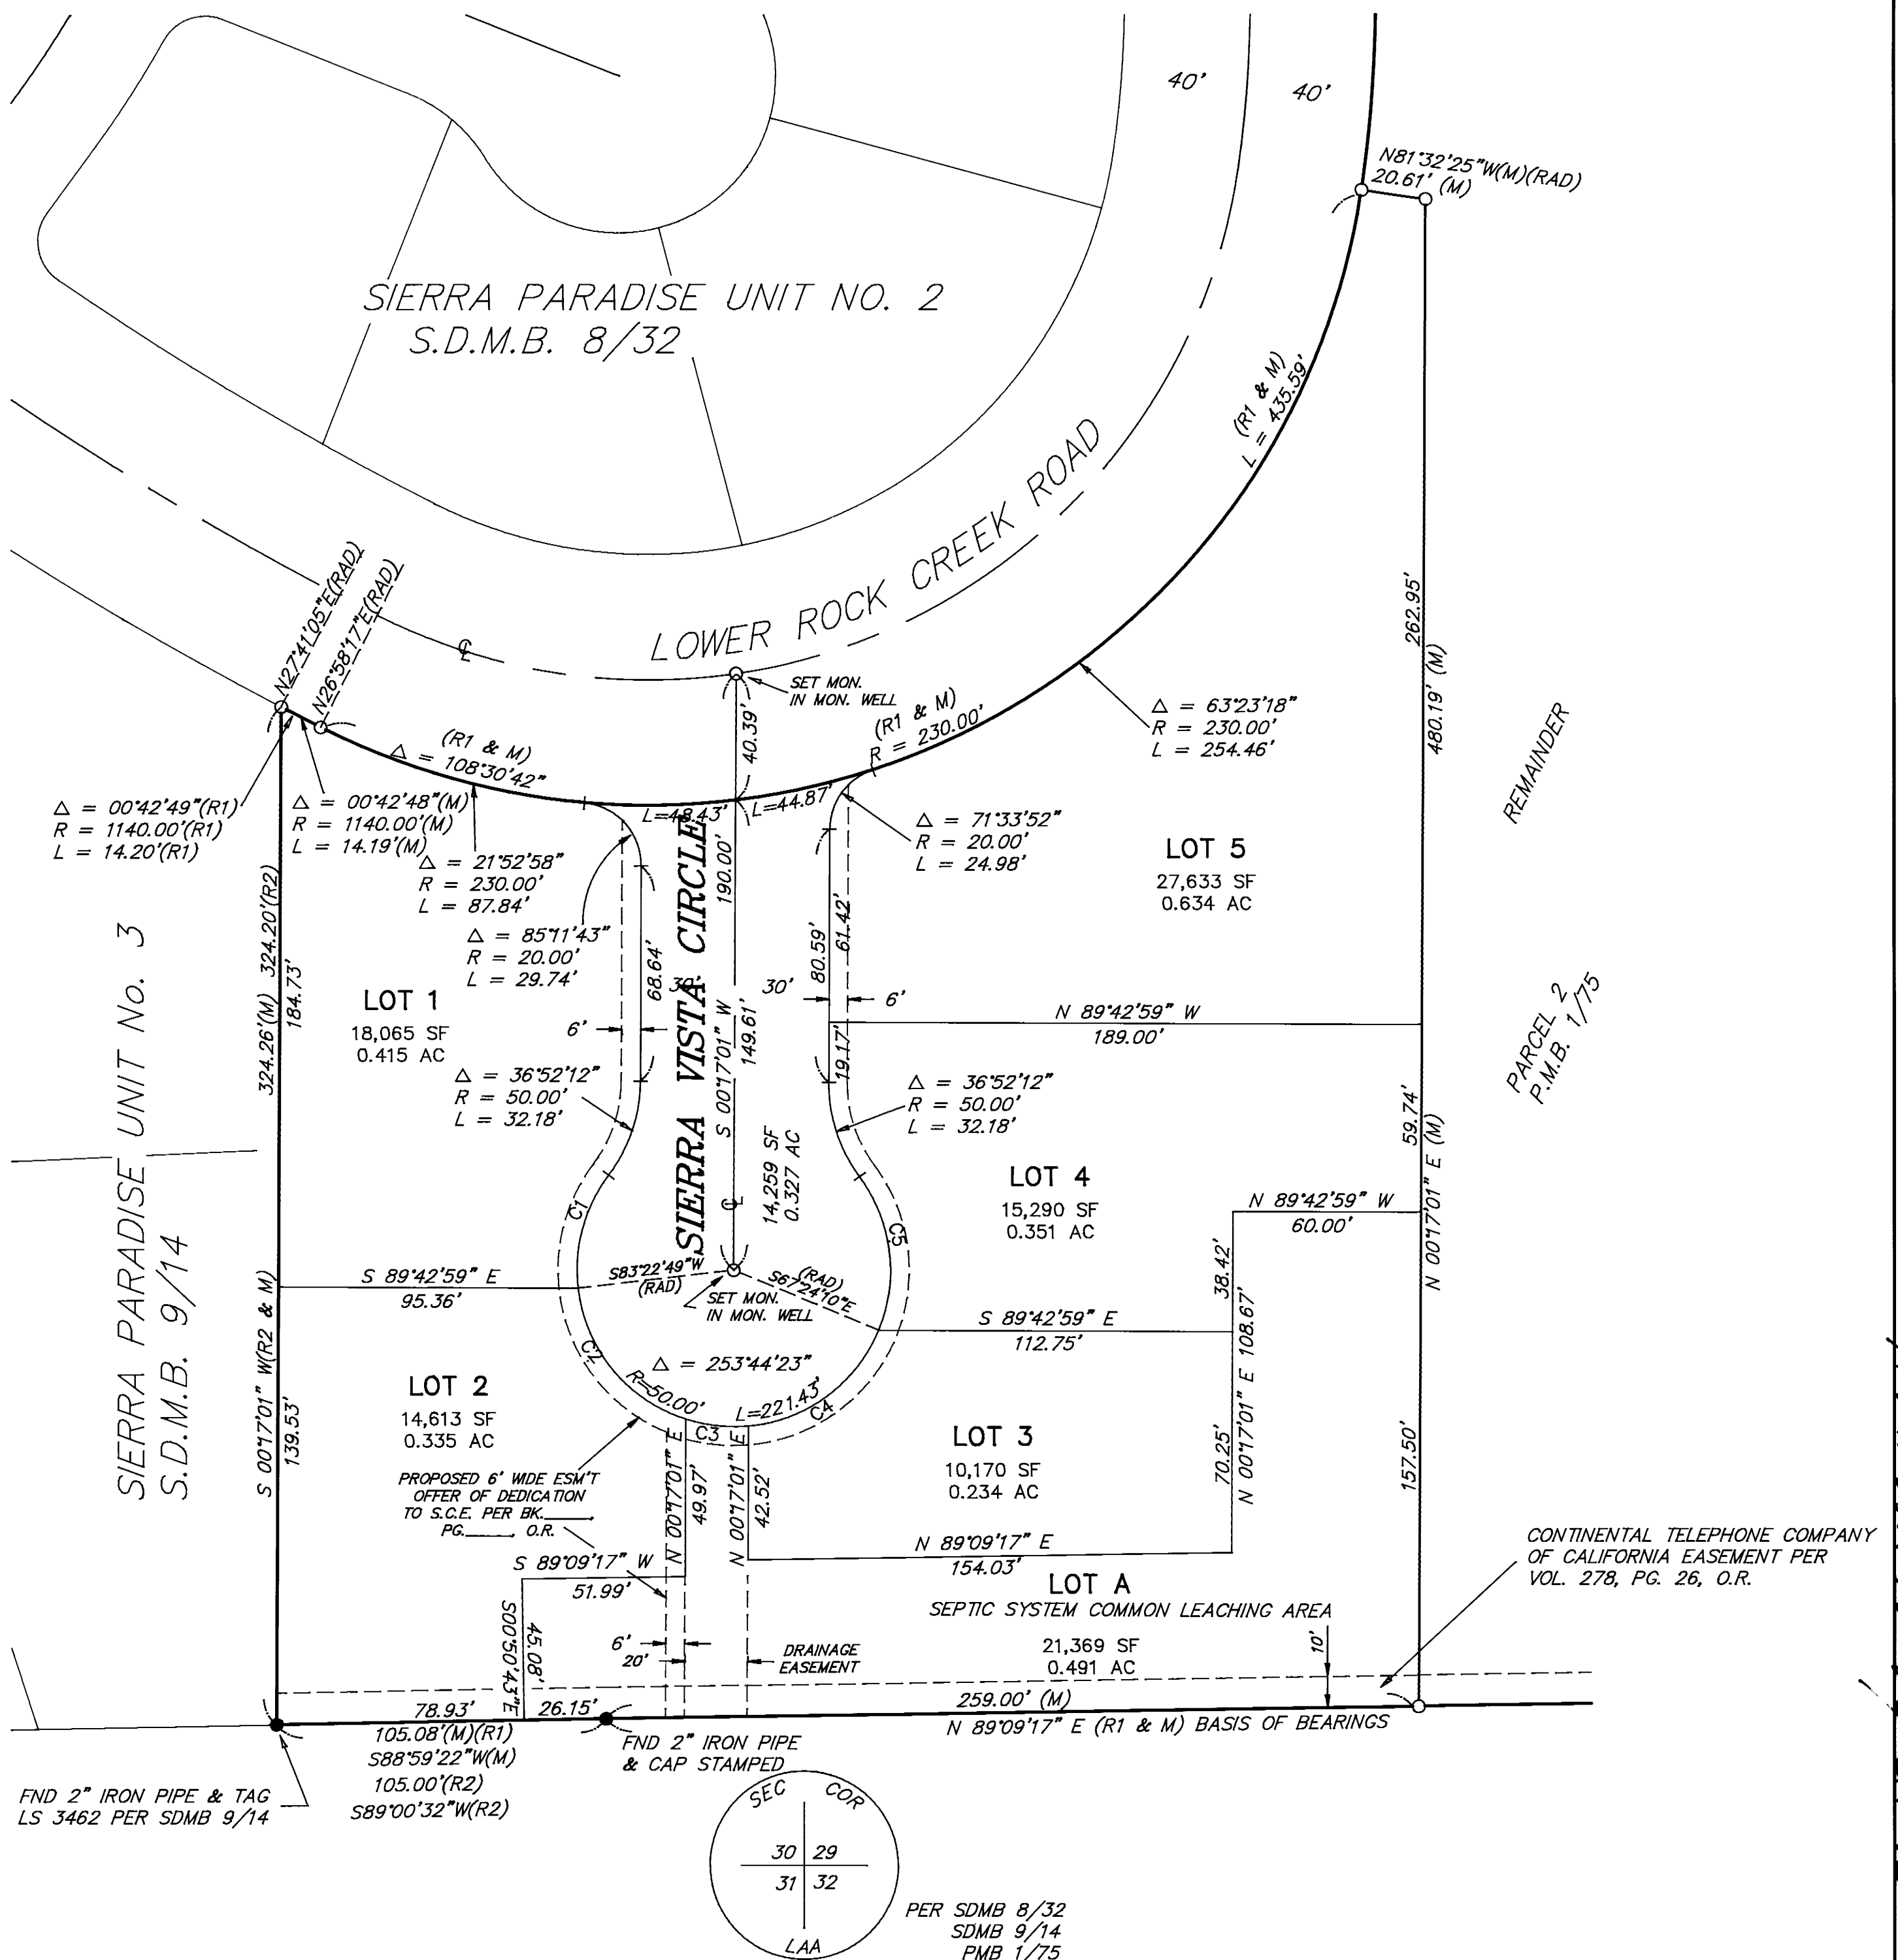 40'
40'
N81°32'25"W(M)(RAD)
20.61' (M)
SIERRA PARADISE UNIT NO. 2
S.D.M.B. 8/32
(R1 & M)
L = 435.59'
LOWER ROCK CREEK ROAD
N27°41'05"E(RAD)
N26°58'17"E(RAD)
℄
SET MON.
IN MON. WELL
40.39'
(R1 & M)
R = 230.00'
(R1 & M)
Δ = 108°30'42"
Δ = 63°23'18"
R = 230.00'
L = 254.46'
262.95'
480.19' (M)
REMAINDER
Δ = 00°42'49"(R1)
R = 1140.00'(R1)
L = 14.20'(R1)
Δ = 00°42'48"(M)
R = 1140.00'(M)
L = 14.19'(M)
Δ = 21°52'58"
R = 230.00'
L = 87.84'
L=48.43'
L=44.87'
Δ = 71°33'52"
R = 20.00'
L = 24.98'
LOT 5
27,633 SF
0.634 AC
Δ = 85°11'43"
R = 20.00'
L = 29.74'
190.00'
SIERRA VISTA CIRCLE
68.64'
30'
30'
80.59'
61.42'
6'
6'
324.26'(M) 324.20'(R2)
184.73'
LOT 1
18,065 SF
0.415 AC
S 00°17'01" W
149.61'
19.17'
N 89°42'59" W
189.00'
PARCEL 2
P.M.B. 1/75
Δ = 36°52'12"
R = 50.00'
L = 32.18'
Δ = 36°52'12"
R = 50.00'
L = 32.18'
59.74'
N 00°17'01" E (M)
SIERRA PARADISE UNIT No. 3
S.D.M.B. 9/14
14,259 SF
0.327 AC
℄
LOT 4
15,290 SF
0.351 AC
N 89°42'59" W
60.00'
C1
C5
S 89°42'59" E
95.36'
S83°22'49"W
(RAD)
(RAD)
S67°24'10"E
SET MON.
IN MON. WELL
38.42'
S 89°42'59" E
112.75'
N 00°17'01" E 108.67'
70.25'
157.50'
S 00°17'01" W(R2 & M)
139.53'
C2
Δ = 253°44'23"
R=50.00'
L=221.43'
C4
C3
LOT 2
14,613 SF
0.335 AC
LOT 3
10,170 SF
0.234 AC
PROPOSED 6' WIDE ESM'T
OFFER OF DEDICATION
TO S.C.E. PER BK._____,
PG._____, O.R.
N 00°17'01" E
49.97'
N 00°17'01" E
42.52'
S 89°09'17" W
51.99'
N 89°09'17" E
154.03'
CONTINENTAL TELEPHONE COMPANY
OF CALIFORNIA EASEMENT PER
VOL. 278, PG. 26, O.R.
LOT A
SEPTIC SYSTEM COMMON LEACHING AREA
21,369 SF
0.491 AC
S00°50'43"E
45.08'
6'
20'
DRAINAGE
EASEMENT
10'
78.93'
26.15'
259.00' (M)
N 89°09'17" E (R1 & M) BASIS OF BEARINGS
105.08'(M)(R1)
S88°59'22"W(M)
105.00'(R2)
S89°00'32"W(R2)
FND 2" IRON PIPE
& CAP STAMPED
FND 2" IRON PIPE & TAG
LS 3462 PER SDMB 9/14
SEC COR
30 29
31 32
LAA
PER SDMB 8/32
SDMB 9/14
PMB 1/75